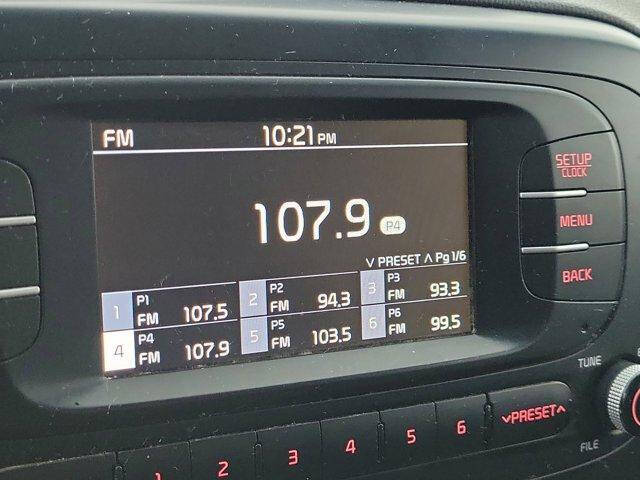 FM 10:21 PM
107.9 P4
∨ PRESET ∧ Pg 1/6
1 P1 FM 107.5
2 P2 FM 94.3
3 P3 FM 93.3
4 P4 FM 107.9
5 P5 FM 103.5
6 P6 FM 99.5
SETUP
CLOCK
MENU
BACK
TUNE
1 2 3 4 5 6 ∨PRESET∧
FILE